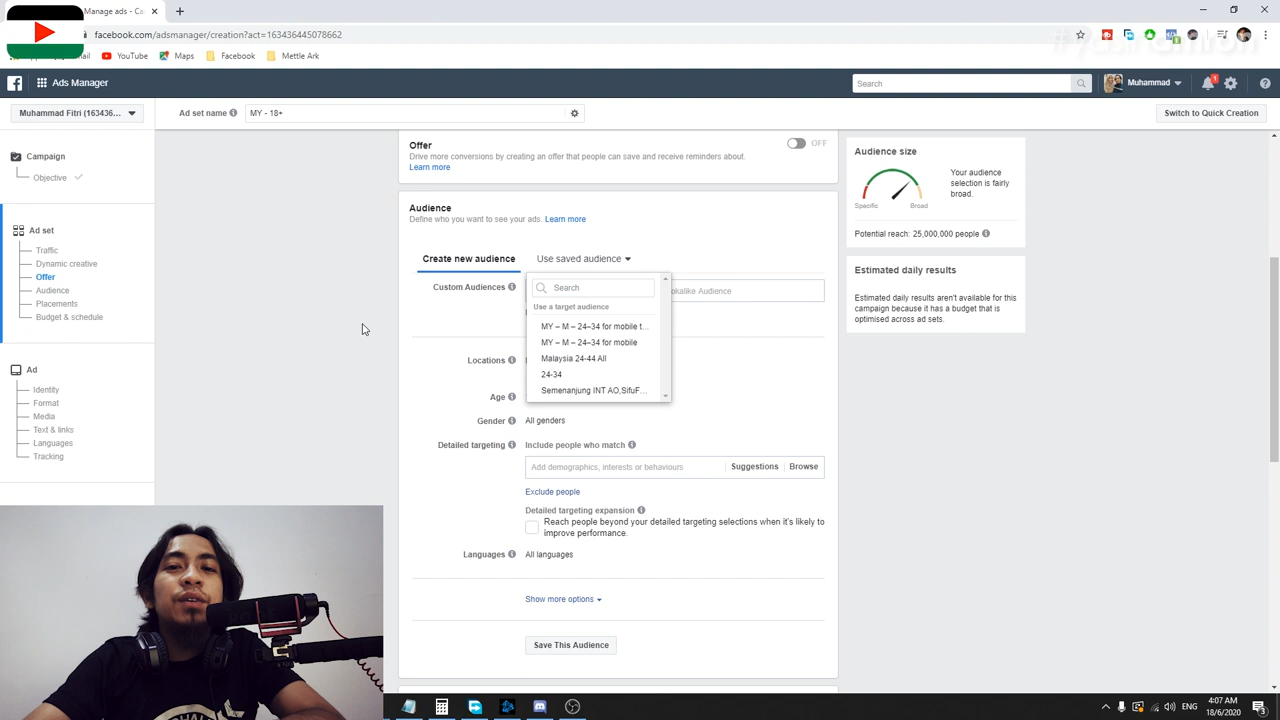 Manage ads - Ca
facebook.com/adsmanager/creation?act=163436445078662
YouTube
Maps
Facebook
Mettle Ark
Ads Manager
Search
Muhammad
1
Muhammad Fitri (163436...
Ad set name
MY - 18+
Switch to Quick Creation
Campaign
Objective
Ad set
Traffic
Dynamic creative
Offer
Audience
Placements
Budget & schedule
Ad
Identity
Format
Media
Text & links
Languages
Tracking
Offer
OFF
Drive more conversions by creating an offer that people can save and receive reminders about.
Learn more
Audience
Define who you want to see your ads. Learn more
Create new audience
Use saved audience
Custom Audiences
okalike Audience
Search
Use a target audience
MY – M – 24–34 for mobile t...
MY – M – 24–34 for mobile
Malaysia 24-44 All
24-34
Semenanjung INT AO,SifuF...
Locations
Age
Gender
All genders
Detailed targeting
Include people who match
Add demographics, interests or behaviours
Suggestions
Browse
Exclude people
Detailed targeting expansion
Reach people beyond your detailed targeting selections when it's likely to
improve performance.
Languages
All languages
Show more options
Save This Audience
Audience size
Your audience
selection is fairly
broad.
Specific
Broad
Potential reach: 25,000,000 people
Estimated daily results
Estimated daily results aren't available for this
campaign because it has a budget that is
optimised across ad sets.
ENG
4:07 AM
18/6/2020
3